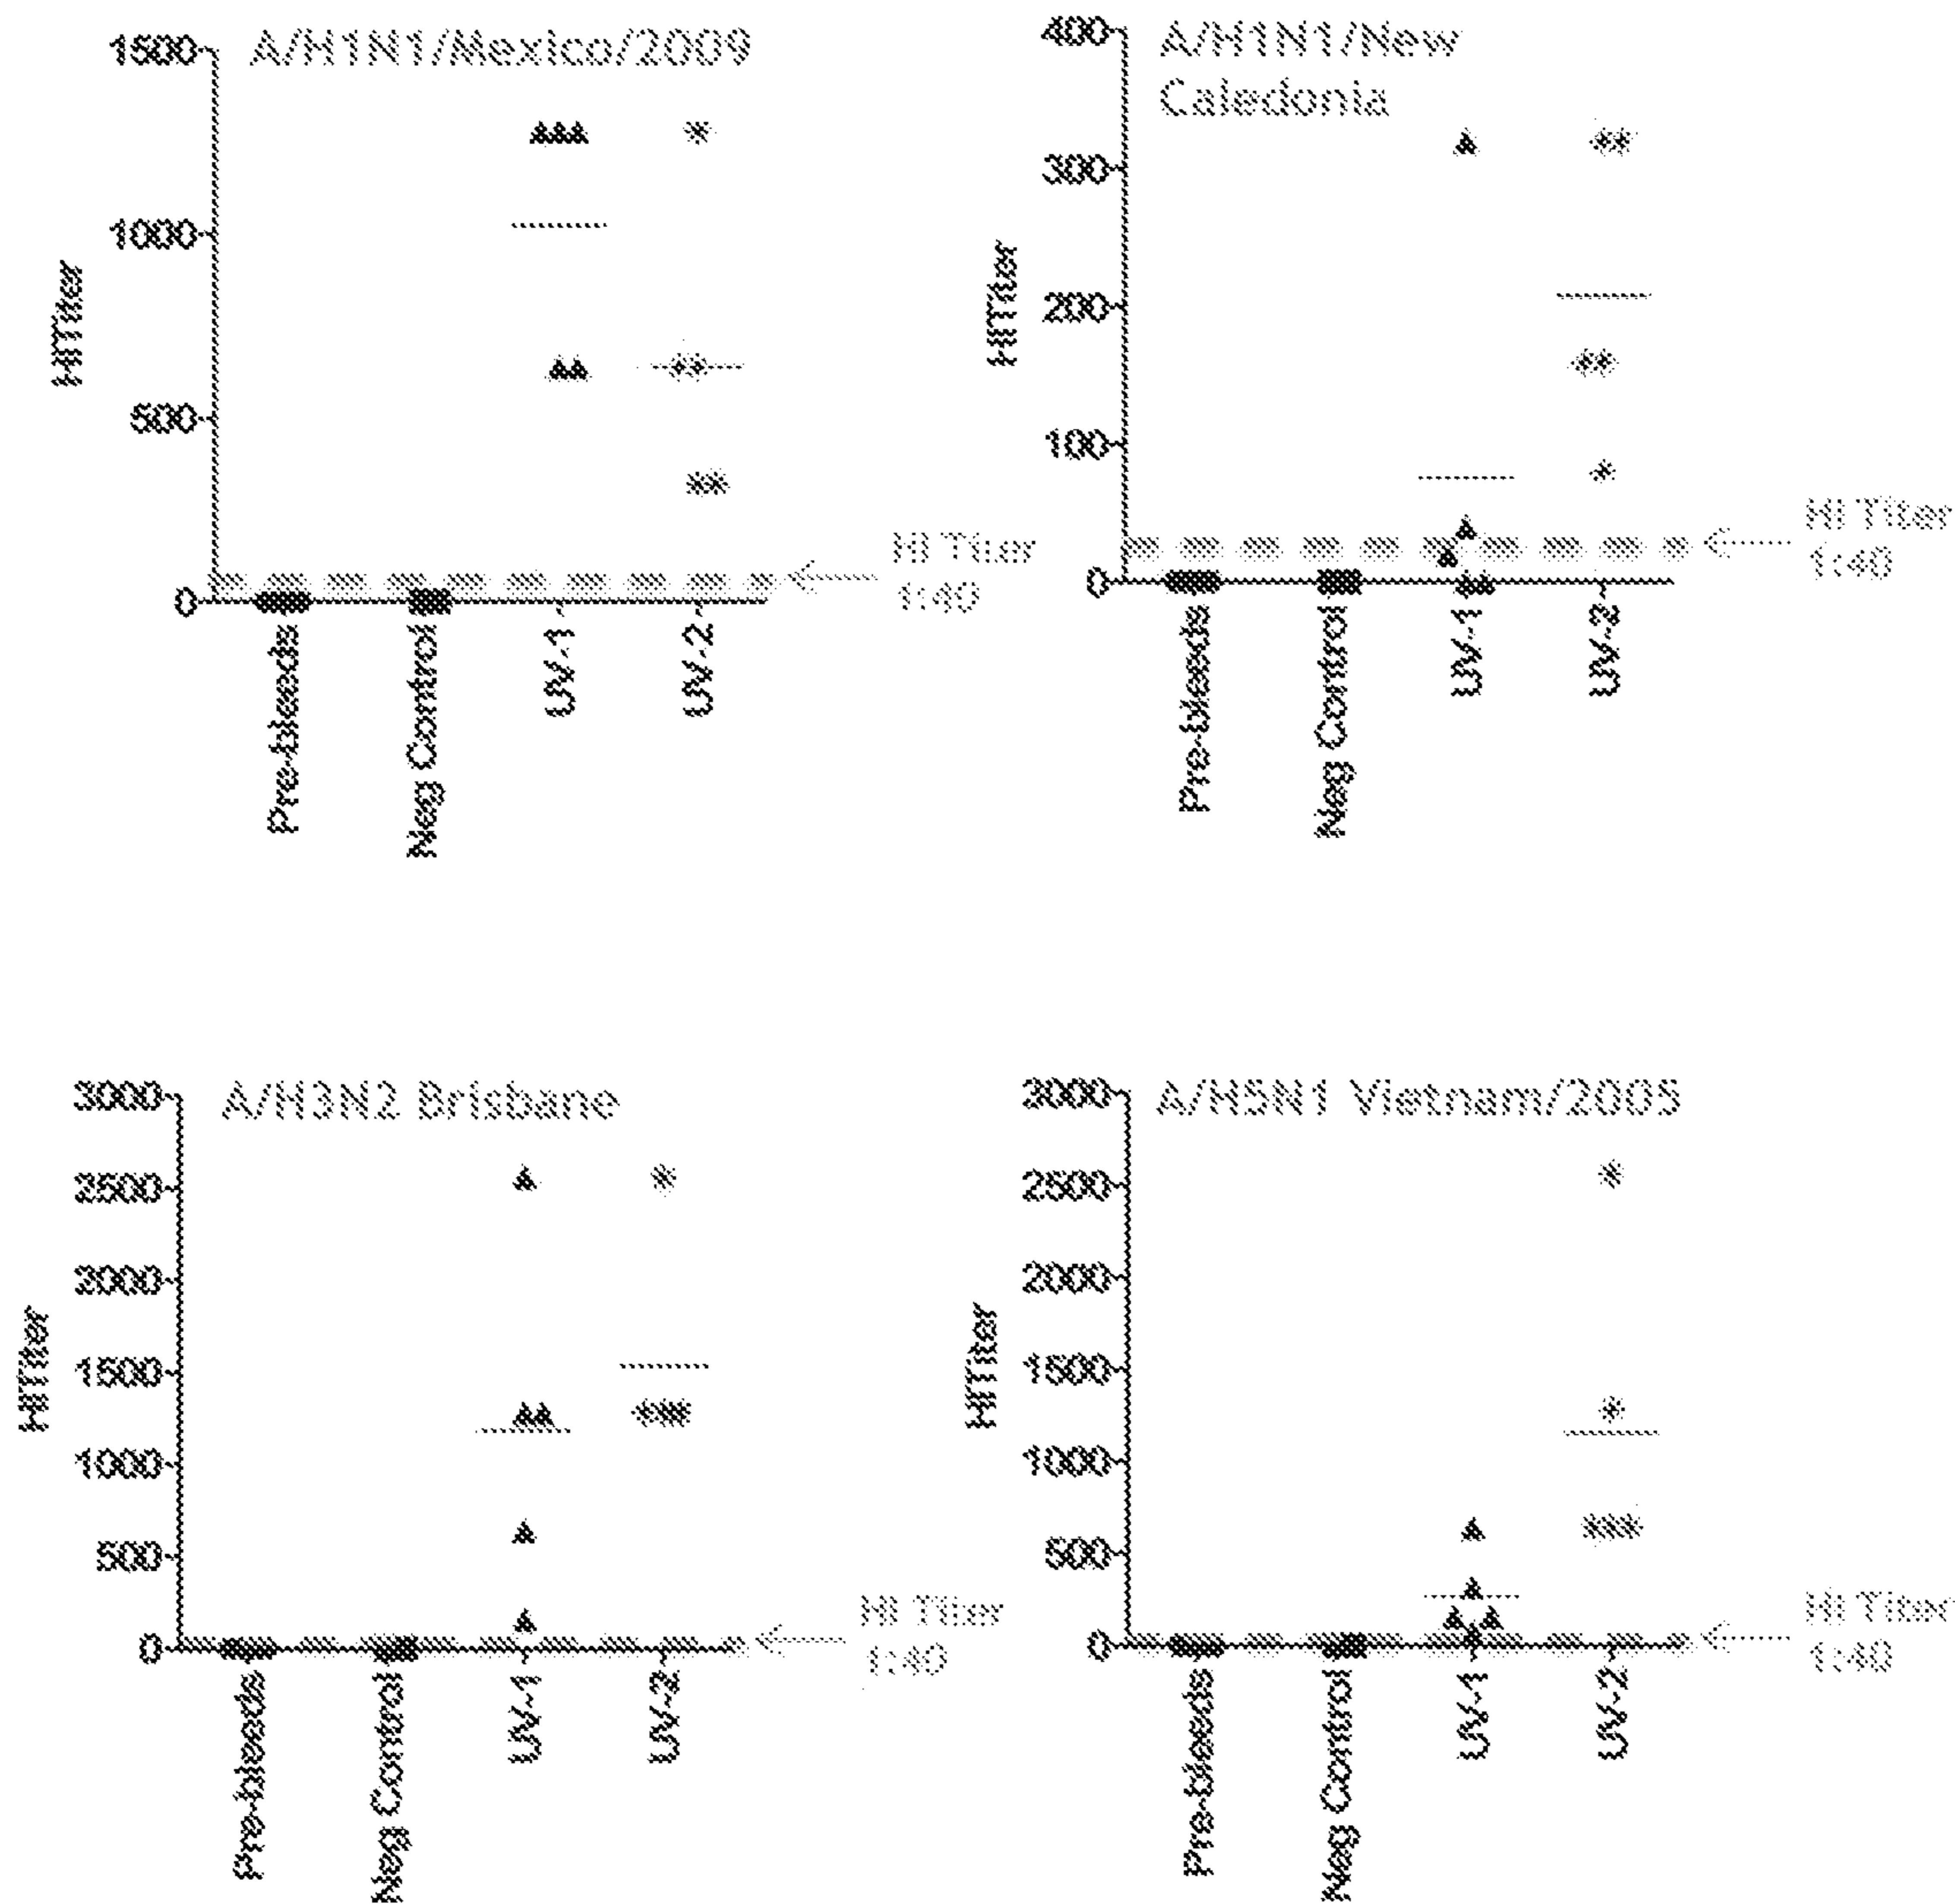 A/H1N1/Mexico/2009
1500
1000
500
0
HI Titer
HI Titer
1:40
Pre-bleeds
Neg Control
UV-1
UV-2
A/H1N1/New
Caledonia
400
300
200
100
0
HI Titer
HI Titer
1:40
Pre-bleeds
Neg Control
UV-1
UV-2
A/H3N2 Brisbane
3000
2500
2000
1500
1000
500
0
HI Titer
HI Titer
1:40
Pre-bleeds
Neg Control
UV-1
UV-2
A/H5N1 Vietnam/2005
3000
2500
2000
1500
1000
500
0
HI Titer
HI Titer
1:40
Pre-bleeds
Neg Control
UV-1
UV-2